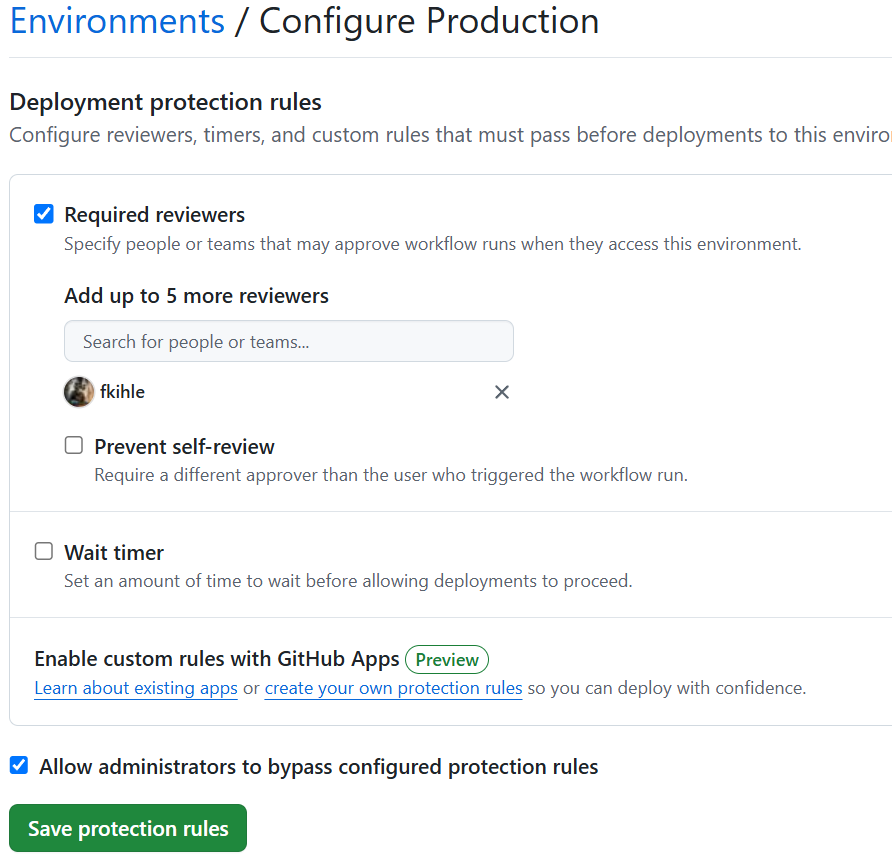 Environments / Configure Production
Deployment protection rules
Configure reviewers, timers, and custom rules that must pass before deployments to this
Required reviewers
Specify people or teams that may approve workflow runs when they access this environment.
Add up to 5 more reviewers
Search for people or teams...
fkihle
Prevent self-review
Require a different approver than the user who triggered the workflow run.
Wait timer
Set an amount of time to wait before allowing deployments to proceed.
Enable custom rules with GitHub Apps Preview
Learn about existing apps or create your own protection rules so you can deploy with confidence.
Allow administrators to bypass configured protection rules
Save protection rules